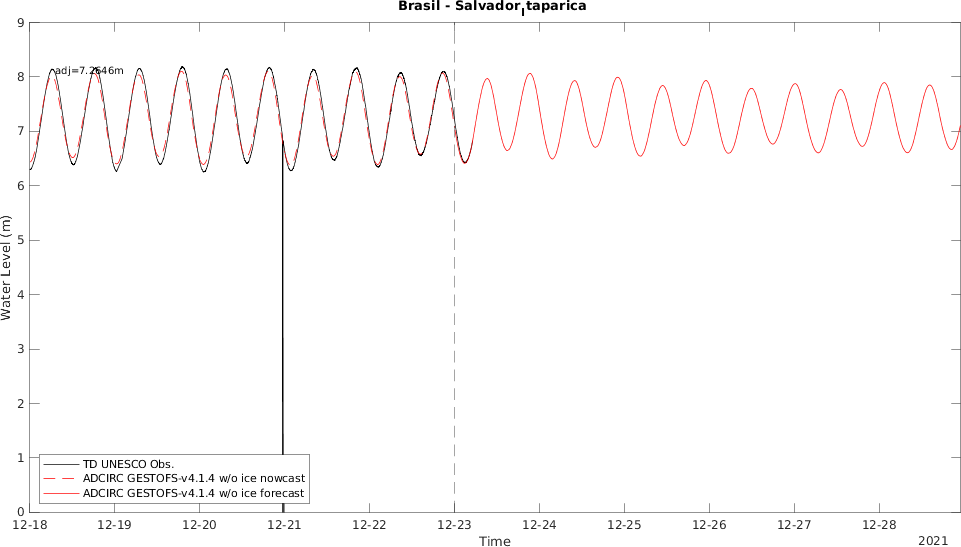 Brasil - Salvador_Itaparica
9
8
7
6
5
4
3
2
1
0
Water Level (m)
adj=7.2646m
TD UNESCO Obs.
ADCIRC GESTOFS-v4.1.4 w/o ice nowcast
ADCIRC GESTOFS-v4.1.4 w/o ice forecast
12-18 12-19 12-20 12-21 12-22 12-23 12-24 12-25 12-26 12-27 12-28
Time
2021